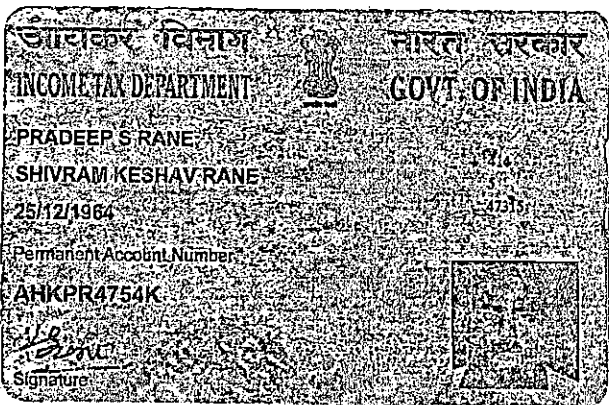 आयकर विभाग
भारत सरकार
INCOME TAX DEPARTMENT
GOVT. OF INDIA
PRADEEP S RANE
SHIVRAM KESHAV RANE
25/12/1964
Permanent Account Number
AHKPR4754K
Signature